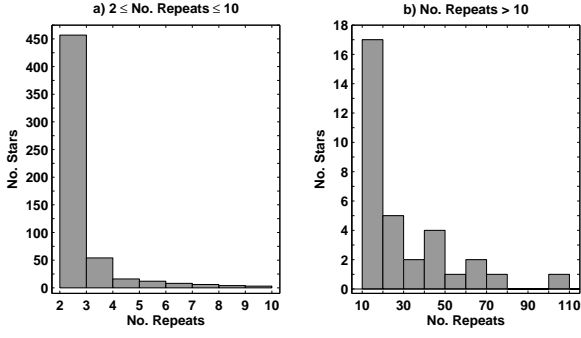 a) 2 ≤ No. Repeats ≤ 10
450
400
350
300
250
200
150
100
50
0
No. Stars
2 3 4 5 6 7 8 9 10
No. Repeats
b) No. Repeats > 10
18
16
14
12
10
8
6
4
2
0
No. Stars
10 30 50 70 90 110
No. Repeats